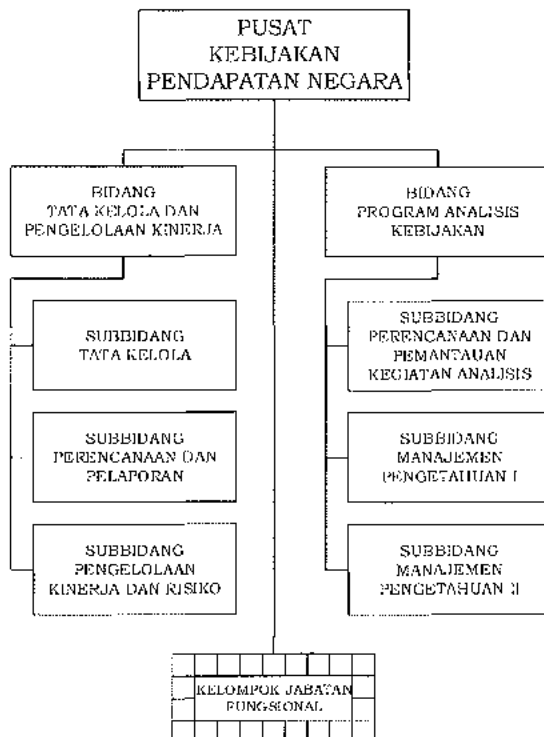 PUSAT
KEBIJAKAN
PENDAPATAN NEGARA
BIDANG
TATA KELOLA DAN
PENGELOLAAN KINERJA
BIDANG
PROGRAM ANALISIS
KEBIJAKAN
SUBBIDANG
TATA KELOLA
SUBBIDANG
PERENCANAAN DAN
PEMANTAUAN
KEGIATAN ANALISIS
SUBBIDANG
PERENCANAAN DAN
PELAPORAN
SUBBIDANG
MANAJEMEN
PENGETAHUAN I
SUBBIDANG
PENGELOLAAN
KINERJA DAN RISIKO
SUBBIDANG
MANAJEMEN
PENGETAHUAN II
KELOMPOK JABATAN
FUNGSIONAL